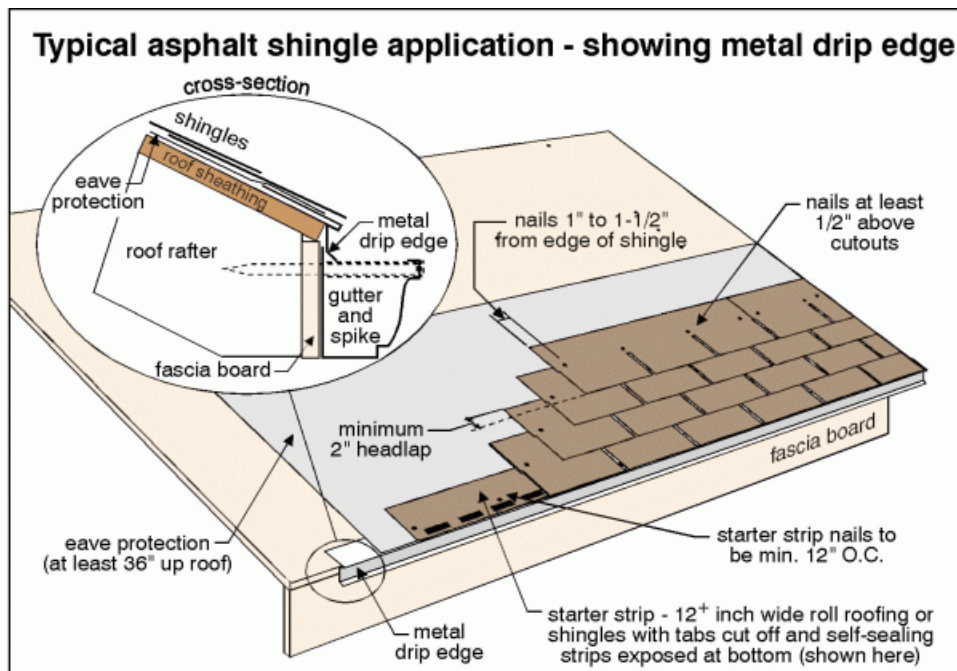 Typical asphalt shingle application - showing metal drip edge
cross-section
shingles
roof sheathing
eave
protection
roof rafter
metal
drip edge
gutter
and
spike
fascia board
nails 1" to 1-1/2"
from edge of shingle
nails at least
1/2" above
cutouts
minimum
2" headlap
fascia board
eave protection
(at least 36" up roof)
starter strip nails to
be min. 12" O.C.
metal
drip edge
starter strip - 12+ inch wide roll roofing or
shingles with tabs cut off and self-sealing
strips exposed at bottom (shown here)